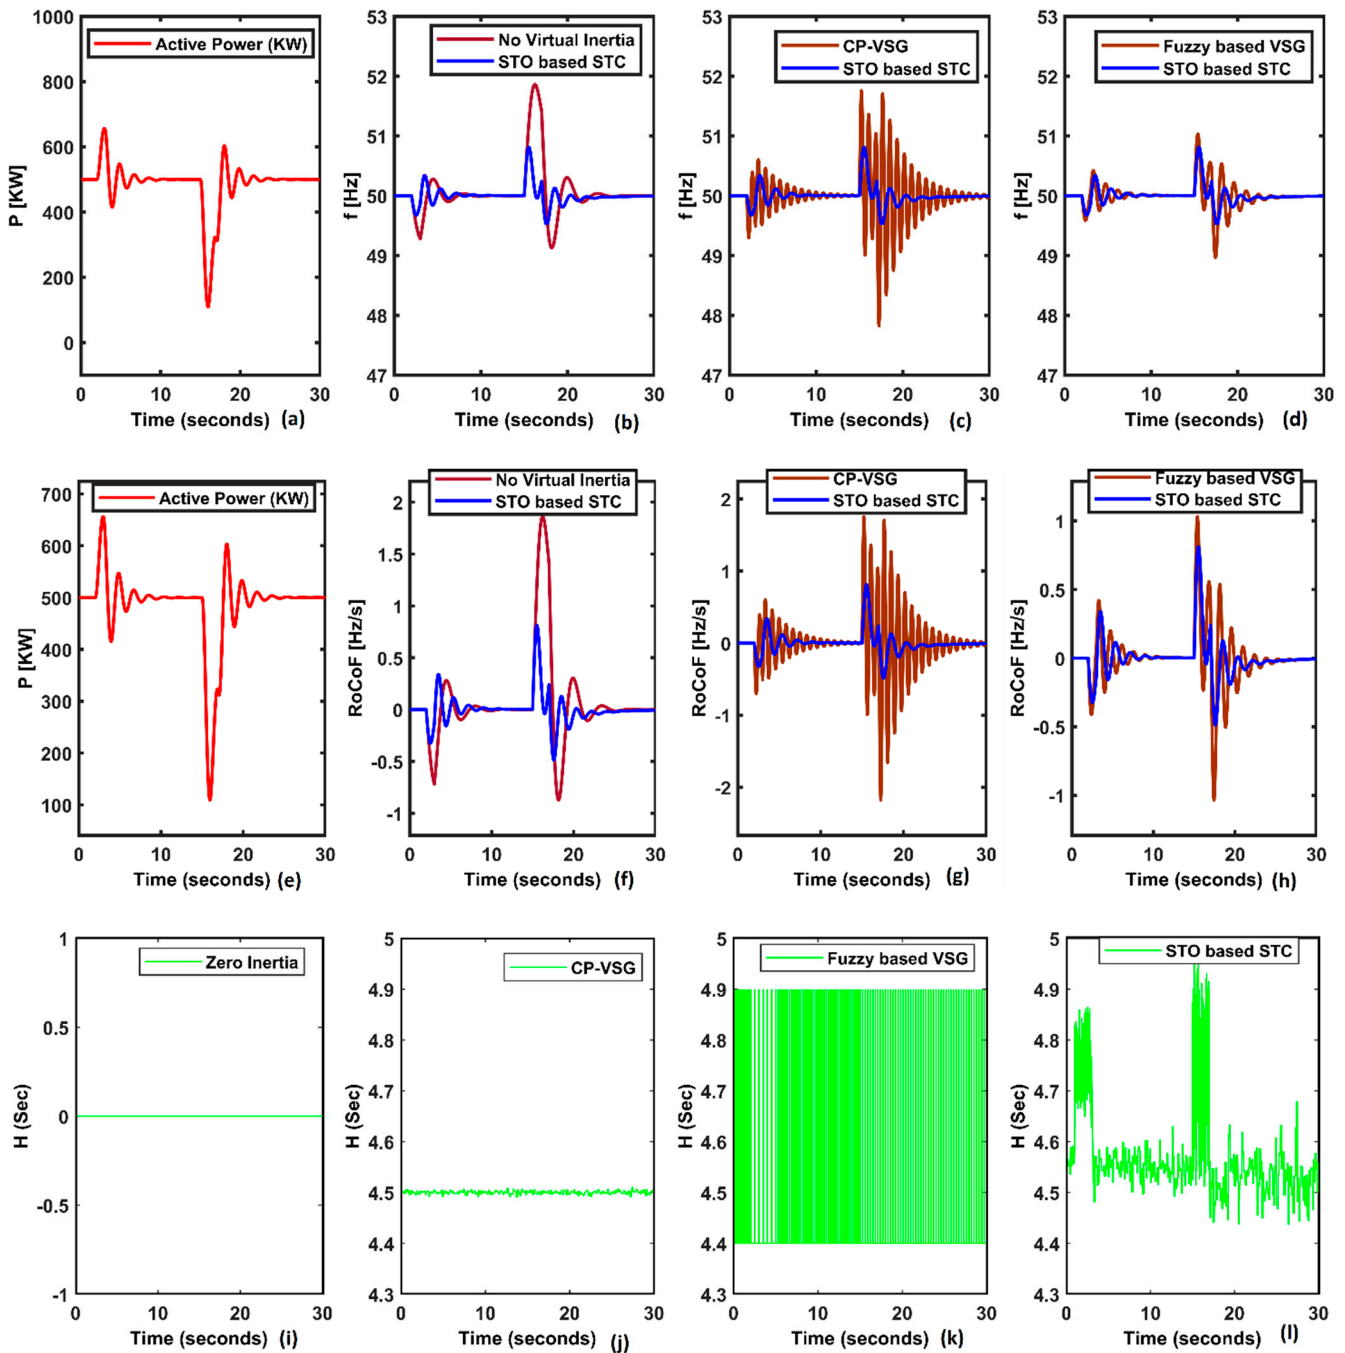 Active Power (KW)
P [KW]
1000
800
600
400
200
0
0
10
20
30
Time (seconds)
(a)
No Virtual Inertia
STO based STC
f [Hz]
53
52
51
50
49
48
47
0
10
20
30
Time (seconds)
(b)
CP-VSG
STO based STC
f [Hz]
53
52
51
50
49
48
47
0
10
20
30
Time (seconds)
(c)
Fuzzy based VSG
STO based STC
f [Hz]
53
52
51
50
49
48
47
0
10
20
30
Time (seconds)
(d)
Active Power (KW)
P [KW]
700
600
500
400
300
200
100
0
10
20
30
Time (seconds)
(e)
No Virtual Inertia
STO based STC
RoCoF [Hz/s]
2
1.5
1
0.5
0
-0.5
-1
0
10
20
30
Time (seconds)
(f)
CP-VSG
STO based STC
RoCoF [Hz/s]
2
1
0
-1
-2
0
10
20
30
Time (seconds)
(g)
Fuzzy based VSG
STO based STC
RoCoF [Hz/s]
1
0.5
0
-0.5
-1
0
10
20
30
Time (seconds)
(h)
Zero Inertia
H (Sec)
1
0.5
0
-0.5
-1
0
10
20
30
Time (seconds)
(i)
CP-VSG
H (Sec)
5
4.9
4.8
4.7
4.6
4.5
4.4
4.3
0
10
20
30
Time (seconds)
(j)
Fuzzy based VSG
H (Sec)
5
4.9
4.8
4.7
4.6
4.5
4.4
4.3
0
10
20
30
Time (seconds)
(k)
STO based STC
H (Sec)
5
4.9
4.8
4.7
4.6
4.5
4.4
4.3
0
10
20
30
Time (seconds)
(l)